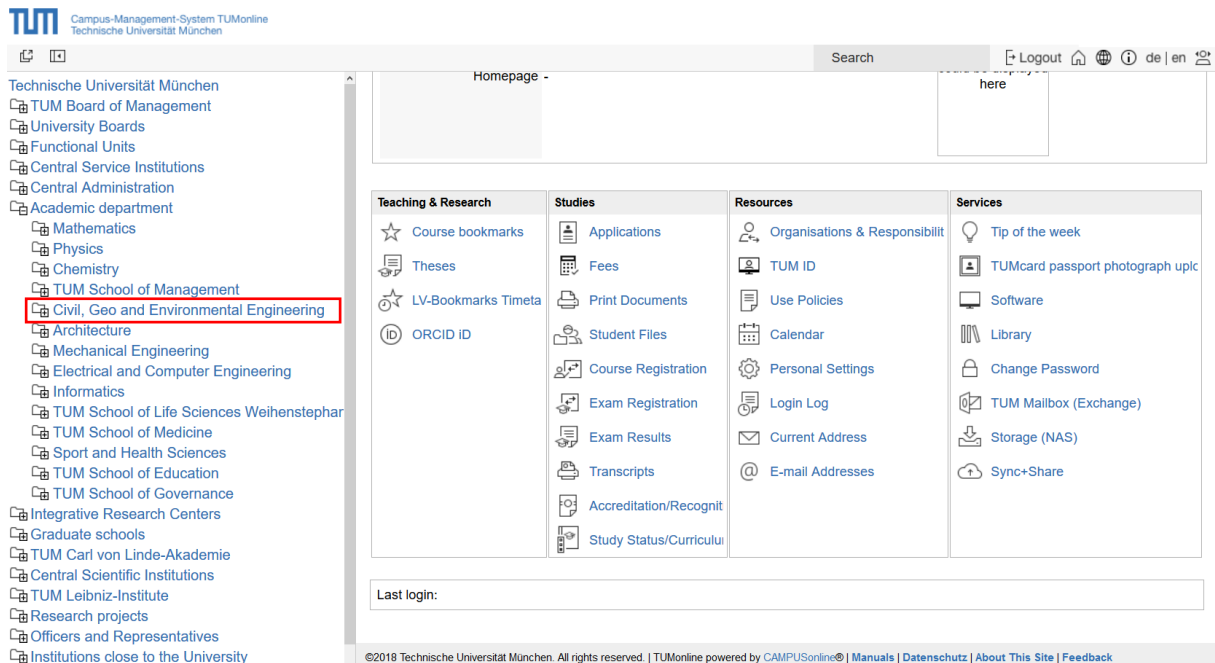 TUM
Campus-Management-System TUMonline
Technische Universität München
Search
Logout
de | en
Technische Universität München
TUM Board of Management
University Boards
Functional Units
Central Service Institutions
Central Administration
Academic department
Mathematics
Physics
Chemistry
TUM School of Management
Civil, Geo and Environmental Engineering
Architecture
Mechanical Engineering
Electrical and Computer Engineering
Informatics
TUM School of Life Sciences Weihenstephar
TUM School of Medicine
Sport and Health Sciences
TUM School of Education
TUM School of Governance
Integrative Research Centers
Graduate schools
TUM Carl von Linde-Akademie
Central Scientific Institutions
TUM Leibniz-Institute
Research projects
Officers and Representatives
Institutions close to the University
Homepage -
here
Teaching & Research
Course bookmarks
Theses
LV-Bookmarks Timeta
ORCID iD
Studies
Applications
Fees
Print Documents
Student Files
Course Registration
Exam Registration
Exam Results
Transcripts
Accreditation/Recognit
Study Status/Curriculu
Resources
Organisations & Responsibilit
TUM ID
Use Policies
Calendar
Personal Settings
Login Log
Current Address
E-mail Addresses
Services
Tip of the week
TUMcard passport photograph uplc
Software
Library
Change Password
TUM Mailbox (Exchange)
Storage (NAS)
Sync+Share
Last login:
©2018 Technische Universität München. All rights reserved. | TUMonline powered by CAMPUSonline® | Manuals | Datenschutz | About This Site | Feedback